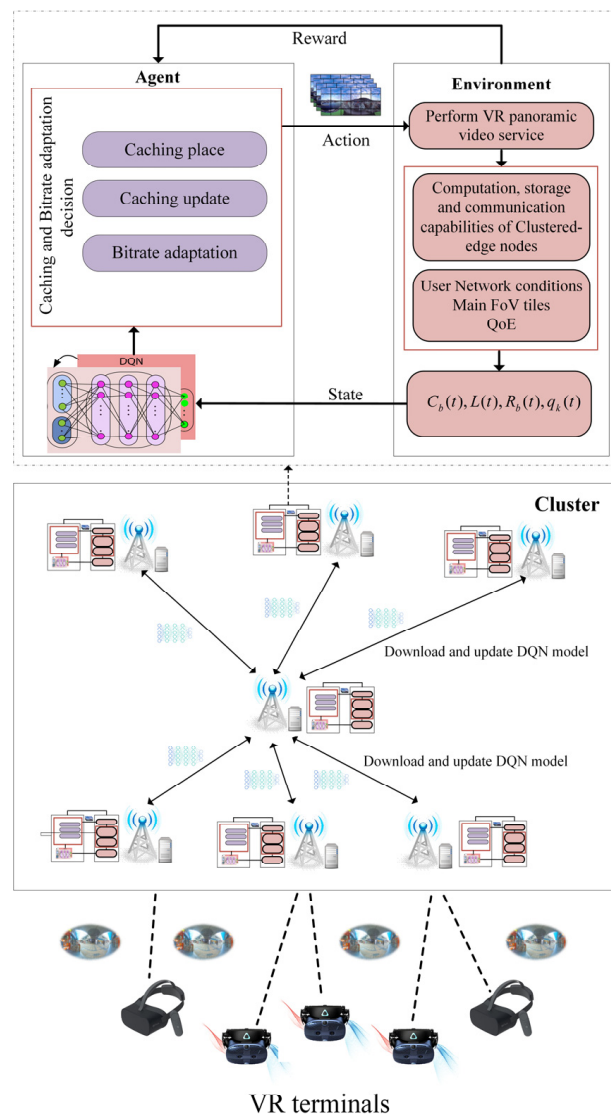 Reward
Agent
Environment
Caching and Bitrate adaptation
decision
Caching place
Caching update
Bitrate adaptation
Action
Perform VR panoramic
video service
Computation, storage
and communication
capabilities of Clustered-
edge nodes
User Network conditions
Main FoV tiles
QoE
DQN
State
C_b(t), L(t), R_b(t), q_k(t)
Cluster
Download and update DQN model
Download and update DQN model
VR terminals